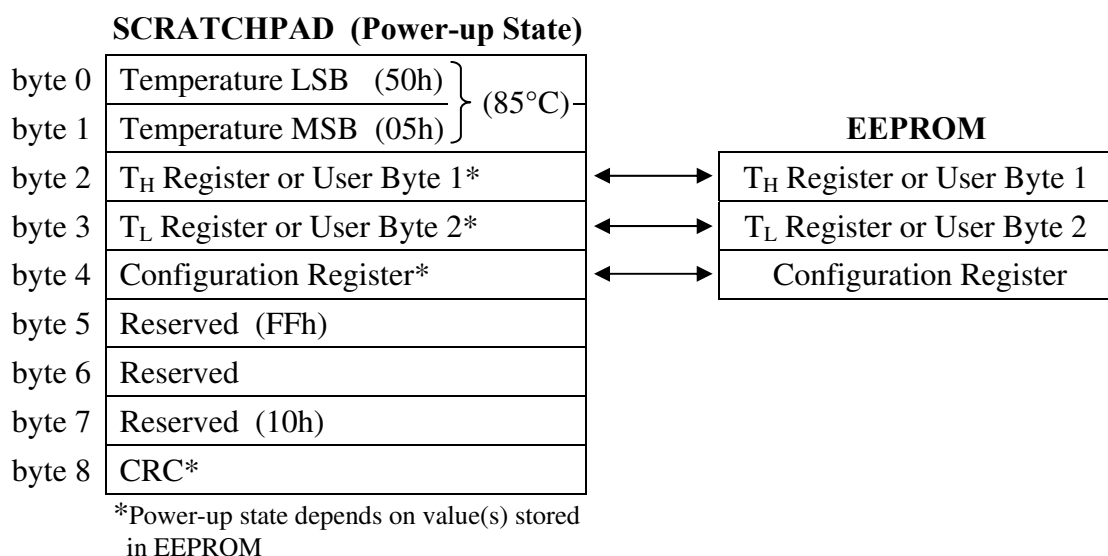 SCRATCHPAD (Power-up State)
byte 0 Temperature LSB (50h)
(85°C)
byte 1 Temperature MSB (05h)
EEPROM
byte 2 T_H Register or User Byte 1* T_H Register or User Byte 1
byte 3 T_L Register or User Byte 2* T_L Register or User Byte 2
byte 4 Configuration Register* Configuration Register
byte 5 Reserved (FFh)
byte 6 Reserved
byte 7 Reserved (10h)
byte 8 CRC*
*Power-up state depends on value(s) stored
in EEPROM